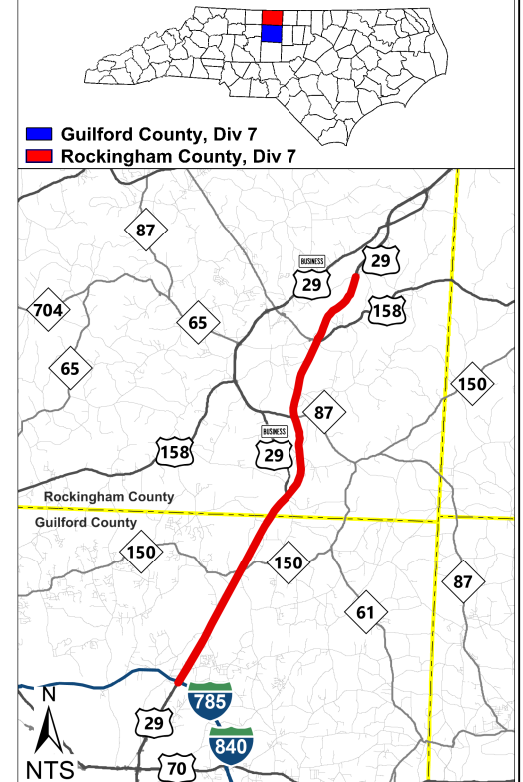 Guilford County, Div 7
Rockingham County, Div 7
87
BUSINESS
29
29
704
65
158
65
150
87
BUSINESS
29
158
Rockingham County
Guilford County
150
150
87
61
N
785
29
840
NTS
70